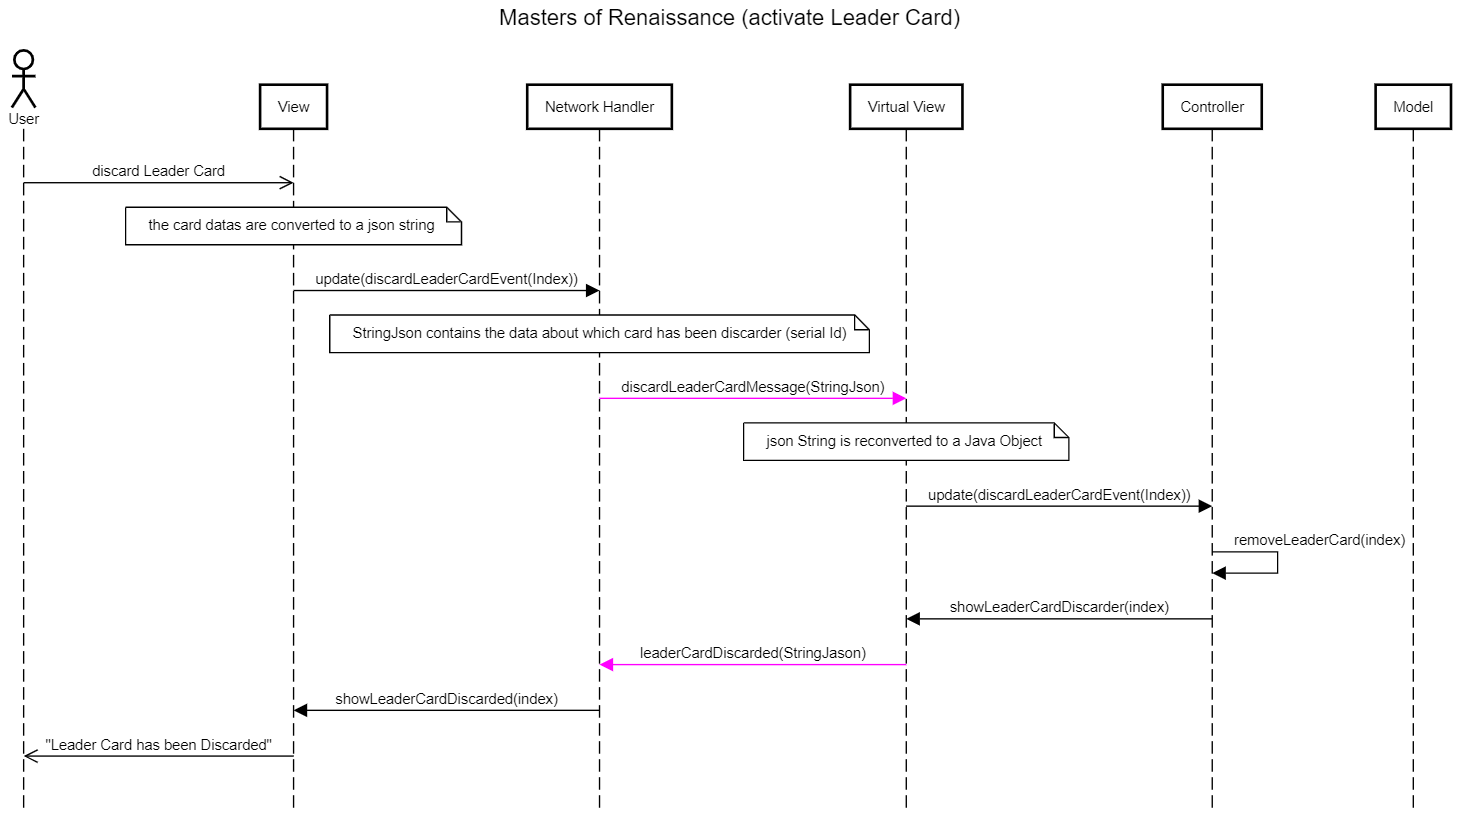 Masters of Renaissance (activate Leader Card)
User
View
Network Handler
Virtual View
Controller
Model
discard Leader Card
the card datas are converted to a json string
update(discardLeaderCardEvent(Index))
StringJson contains the data about which card has been discarder (serial Id)
discardLeaderCardMessage(StringJson)
json String is reconverted to a Java Object
update(discardLeaderCardEvent(Index))
removeLeaderCard(index)
showLeaderCardDiscarder(index)
leaderCardDiscarded(StringJason)
showLeaderCardDiscarded(index)
"Leader Card has been Discarded"